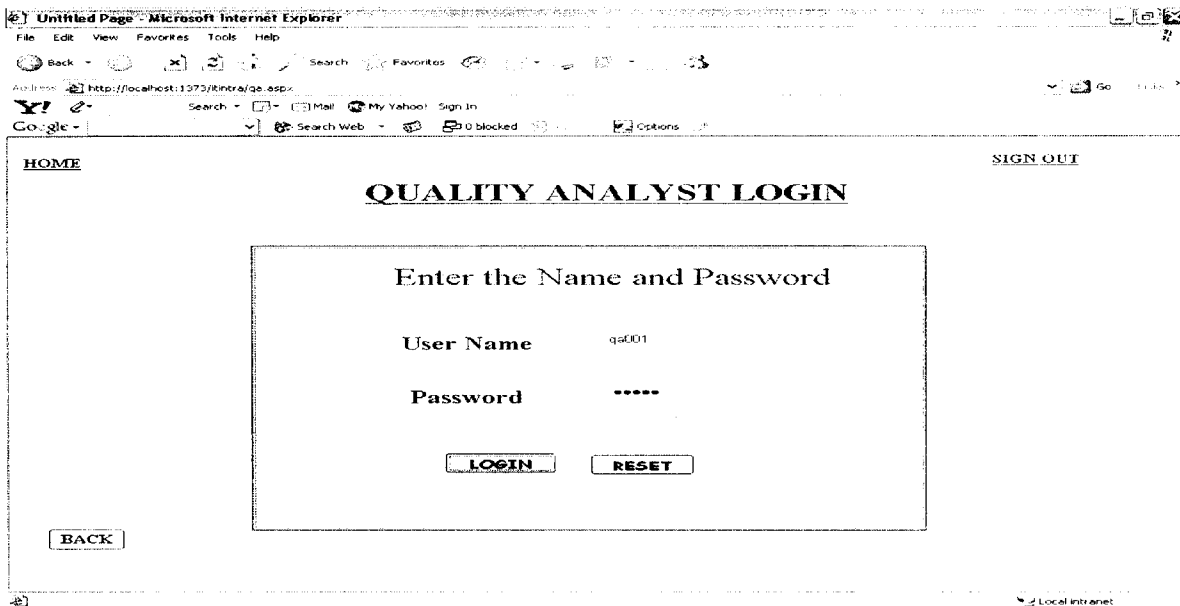 Untitled Page - Microsoft Internet Explorer
File Edit View Favorites Tools Help
Back Search Favorites
Address http://localhost:1373/itintra/qa.aspx Go Links
Y! Search Mail My Yahoo! Sign In
Google Search Web 0 blocked Options
HOME SIGN OUT
QUALITY ANALYST LOGIN
Enter the Name and Password
User Name qa001
Password •••••
LOGIN RESET
BACK
Local intranet